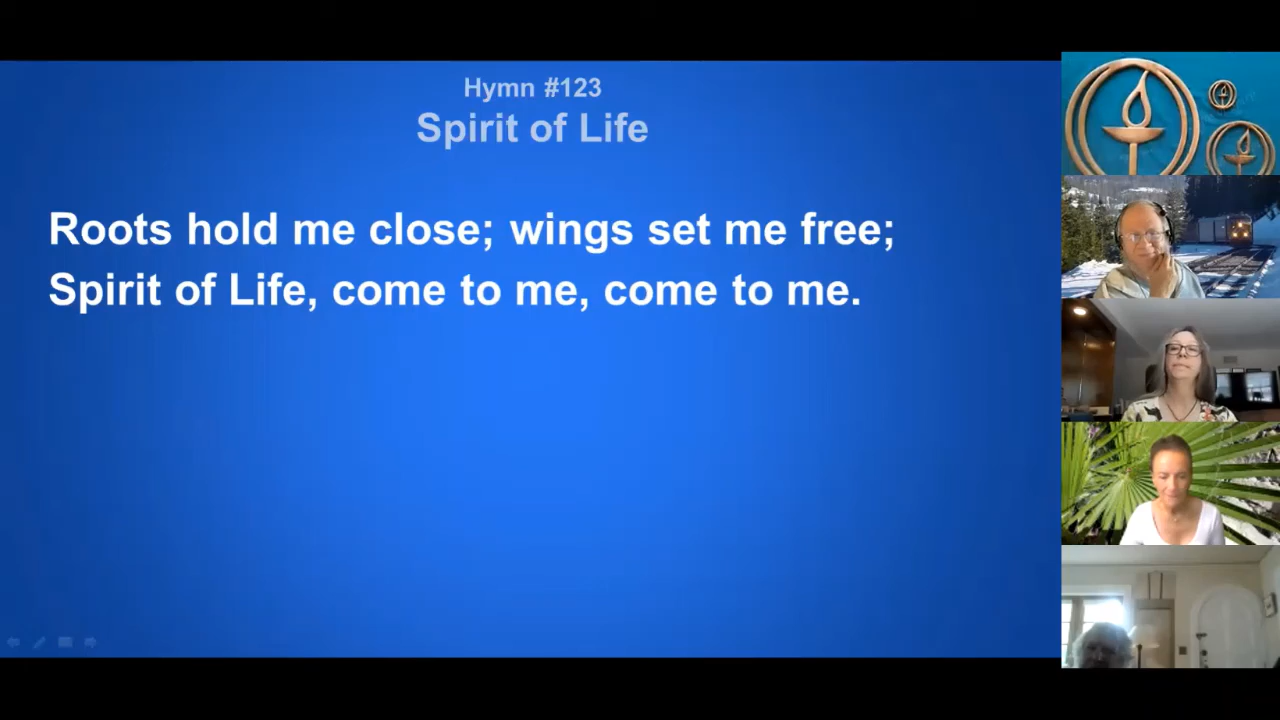 Hymn #123
Spirit of Life
Roots hold me close; wings set me free;
Spirit of Life, come to me, come to me.